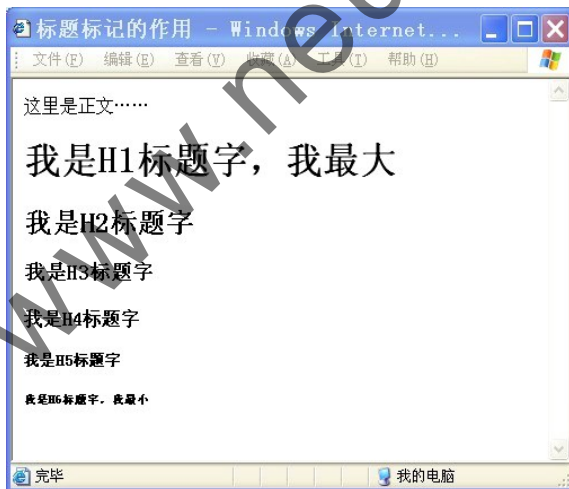 标题标记的作用 - Windows Internet...
文件(F) 编辑(E) 查看(V) 收藏(A) 工具(T) 帮助(H)
这里是正文……
我是H1标题字，我最大
我是H2标题字
我是H3标题字
我是H4标题字
我是H5标题字
我是H6标题字，我最小
完毕 我的电脑